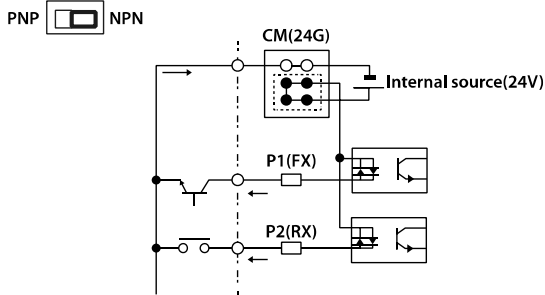 PNP NPN
CM(24G)
Internal source(24V)
P1(FX)
P2(RX)